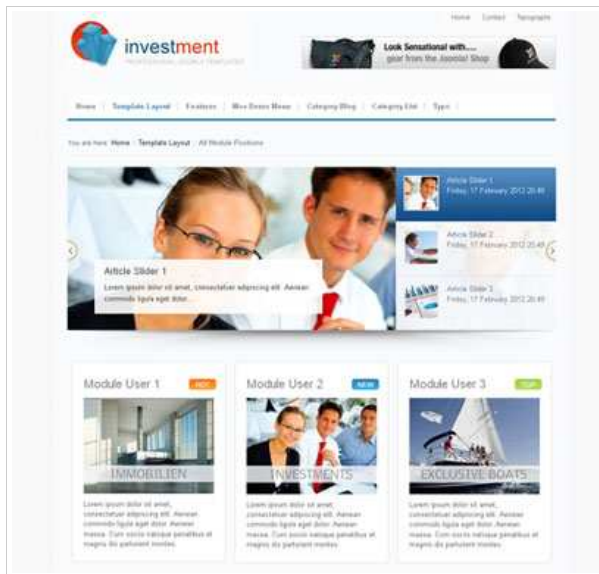 Home Contact Typography
investment
PROFESSIONAL JOOMLA TEMPLATES
Look Sensational with.....
gear from the Joomla! Shop
Home Template Layout Features Category Blog Category List
You are here: Home Template Layout All Module Positions
Article Slider 1
Friday, 17 February 2012 20:49
Article Slider 2
Friday, 17 February 2012 20:49
Article Slider 3
Friday, 17 February 2012 20:49
Article Slider 1
Lorem ipsum dolor sit amet, consectetuer adipiscing elit. Aenean
commodo ligula eget dolor...
Module User 1 HOT
IMMOBILIEN
Lorem ipsum dolor sit amet,
consectetuer adipiscing elit. Aenean
commodo ligula eget dolor. Aenean
massa. Cum sociis natoque penatibus et
magnis dis parturient montes.
Module User 2 NEW
INVESTMENTS
Lorem ipsum dolor sit amet,
consectetuer adipiscing elit. Aenean
commodo ligula eget dolor. Aenean
massa. Cum sociis natoque penatibus et
magnis dis parturient montes.
Module User 3 TOP
EXCLUSIVE BOATS
Lorem ipsum dolor sit amet,
consectetuer adipiscing elit. Aenean
commodo ligula eget dolor. Aenean
massa. Cum sociis natoque penatibus et
magnis dis parturient montes.